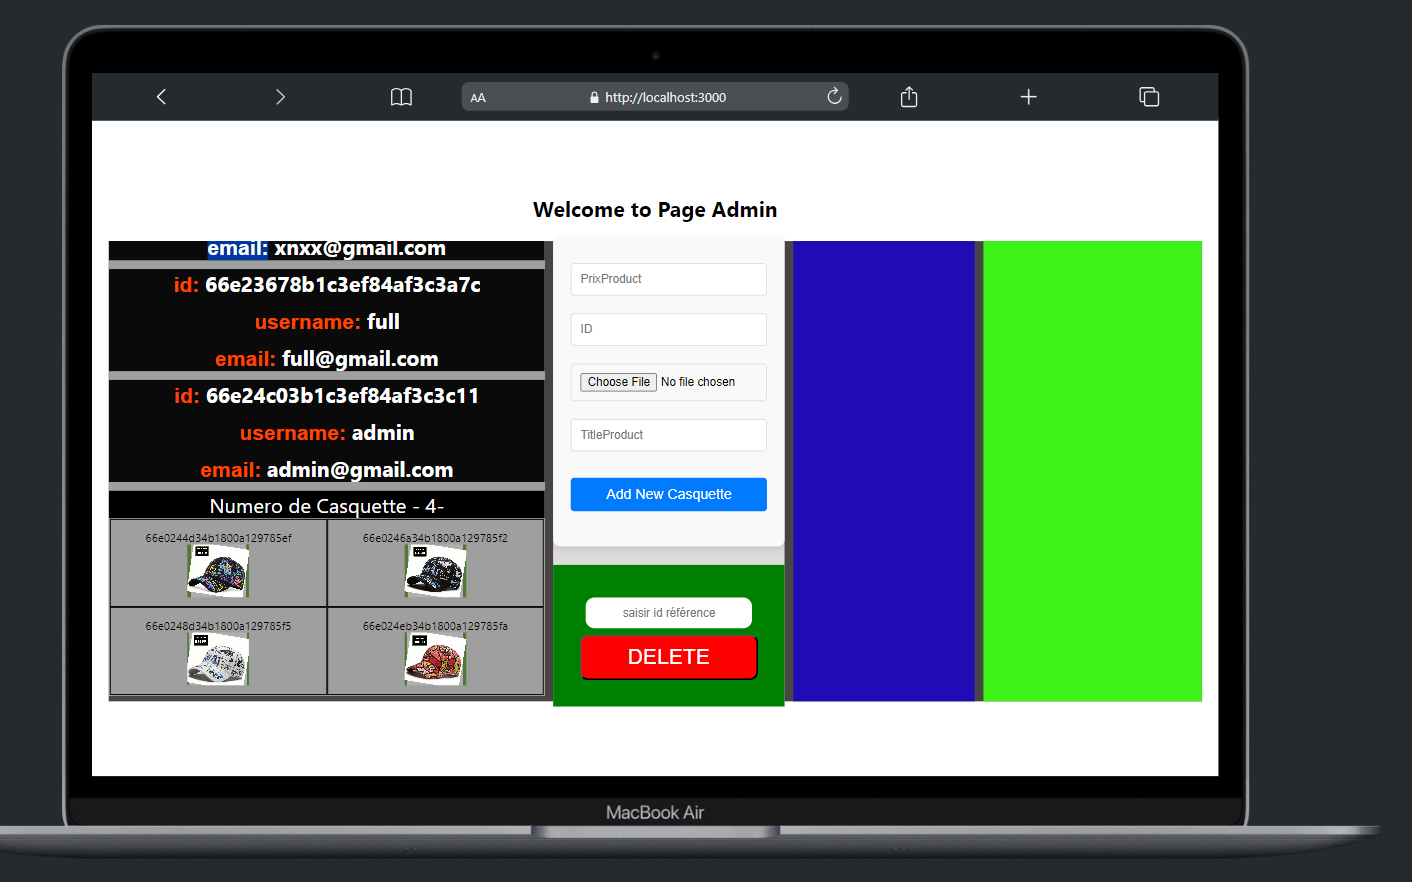 AA
http://localhost:3000
Welcome to Page Admin
email: xnxx@gmail.com
id: 66e23678b1c3ef84af3c3a7c
username: full
email: full@gmail.com
id: 66e24c03b1c3ef84af3c3c11
username: admin
email: admin@gmail.com
Numero de Casquette - 4-
66e0244d34b1800a129785ef
66e0246a34b1800a129785f2
66e0248d34b1800a129785f5
66e024eb34b1800a129785fa
PrixProduct
ID
Choose File No file chosen
TitleProduct
Add New Casquette
saisir id référence
DELETE
MacBook Air